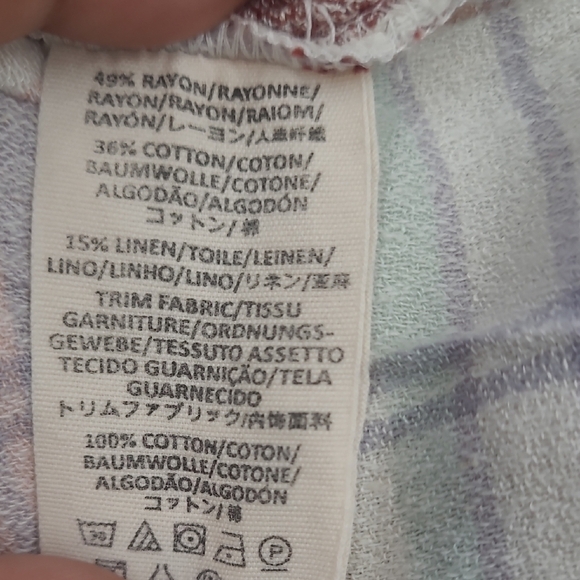 49% RAYON/RAYONNE/
RAYON/RAYON/RAIOM/
RAYÓN/レーヨン/人造纤维
36% COTTON/COTON/
BAUMWOLLE/COTONE/
ALGODÃO/ALGODÓN
コットン/棉
15% LINEN/TOILE/LEINEN/
LINO/LINHO/LINO/リネン/亚麻
TRIM FABRIC/TISSU
GARNITURE/ORDNUNGS-
GEWEBE/TESSUTO ASSETTO
TECIDO GUARNIÇÃO/TELA
GUARNECIDO
トリムファブリック/内饰面料
100% COTTON/COTON/
BAUMWOLLE/COTONE/
ALGODÃO/ALGODÓN
コットン/棉
30
P